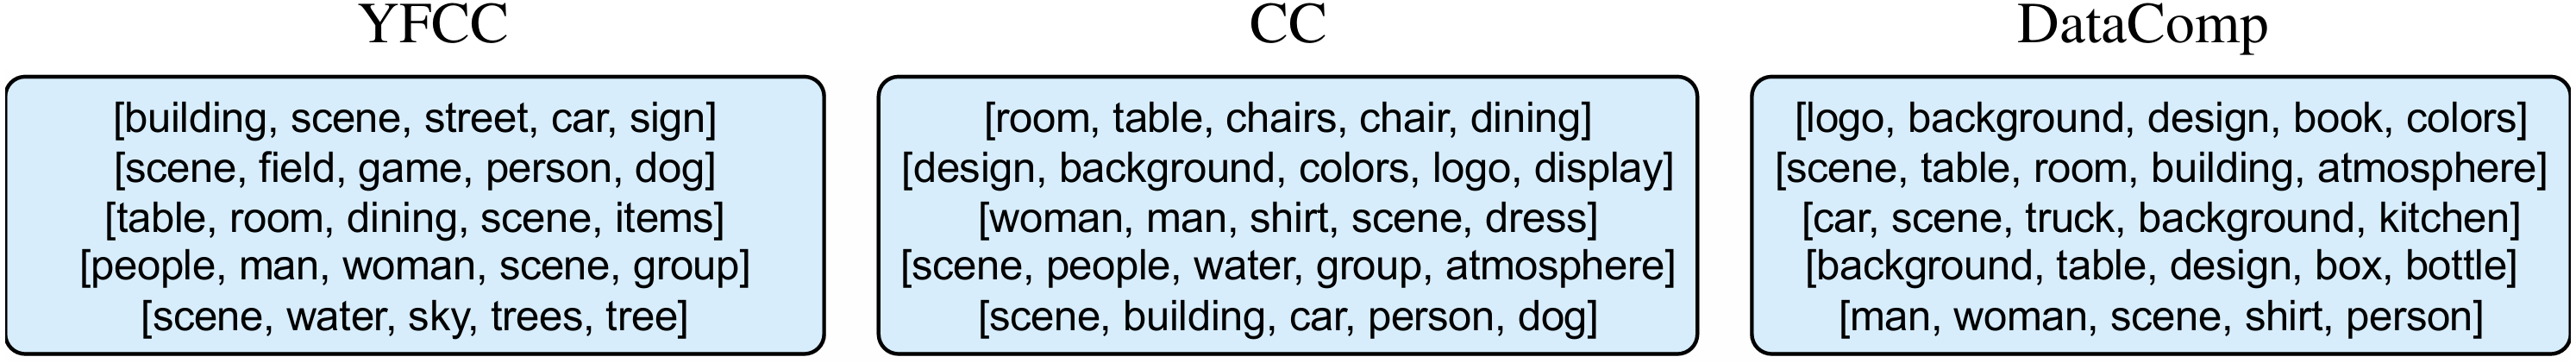 YFCC
[building, scene, street, car, sign]
[scene, field, game, person, dog]
[table, room, dining, scene, items]
[people, man, woman, scene, group]
[scene, water, sky, trees, tree]
CC
[room, table, chairs, chair, dining]
[design, background, colors, logo, display]
[woman, man, shirt, scene, dress]
[scene, people, water, group, atmosphere]
[scene, building, car, person, dog]
DataComp
[logo, background, design, book, colors]
[scene, table, room, building, atmosphere]
[car, scene, truck, background, kitchen]
[background, table, design, box, bottle]
[man, woman, scene, shirt, person]